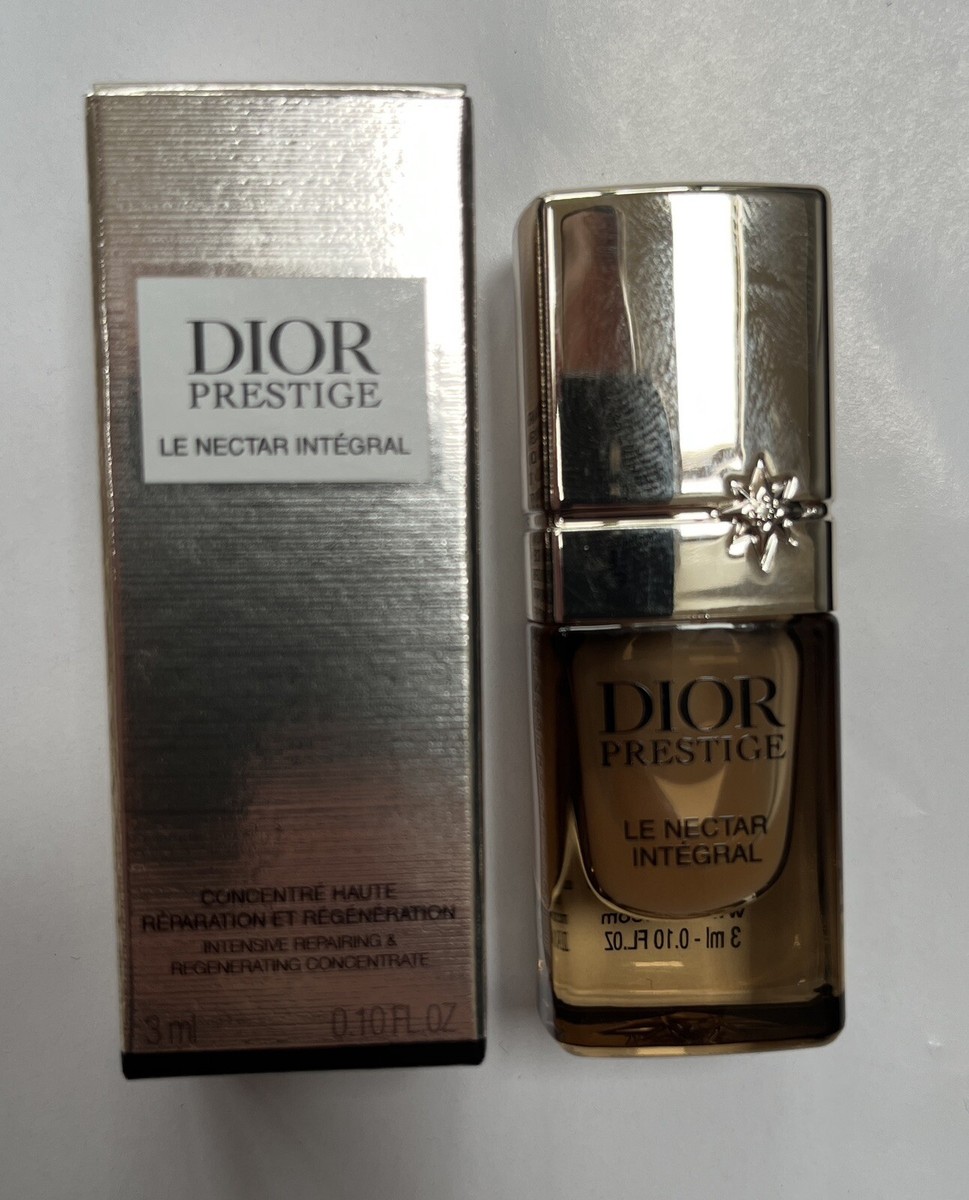 DIOR
PRESTIGE
LE NECTAR INTÉGRAL
CONCENTRÉ HAUTE
RÉPARATION ET RÉGÉNÉRATION
INTENSIVE REPAIRING &
REGENERATING CONCENTRATE
3 ml 0.10 FL.OZ
DIOR
PRESTIGE
LE NECTAR
INTÉGRAL
3 ml - 0.10 FL.OZ